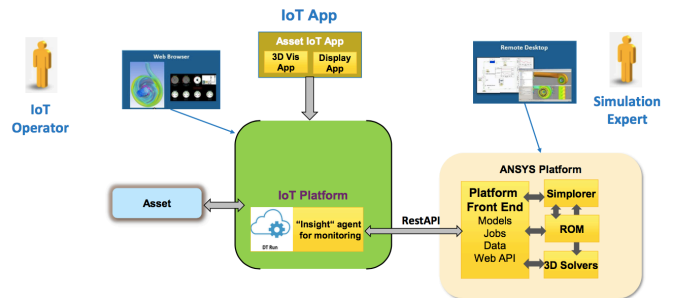 IoT App
Asset IoT App
3D Vis
App
Display
App
Web Browser
Remote Desktop
IoT
Operator
Simulation
Expert
IoT Platform
Asset
DT Run
"Insight" agent
for monitoring
RestAPI
ANSYS Platform
Platform
Front End
Models
Jobs
Data
Web API
Simplorer
ROM
3D Solvers